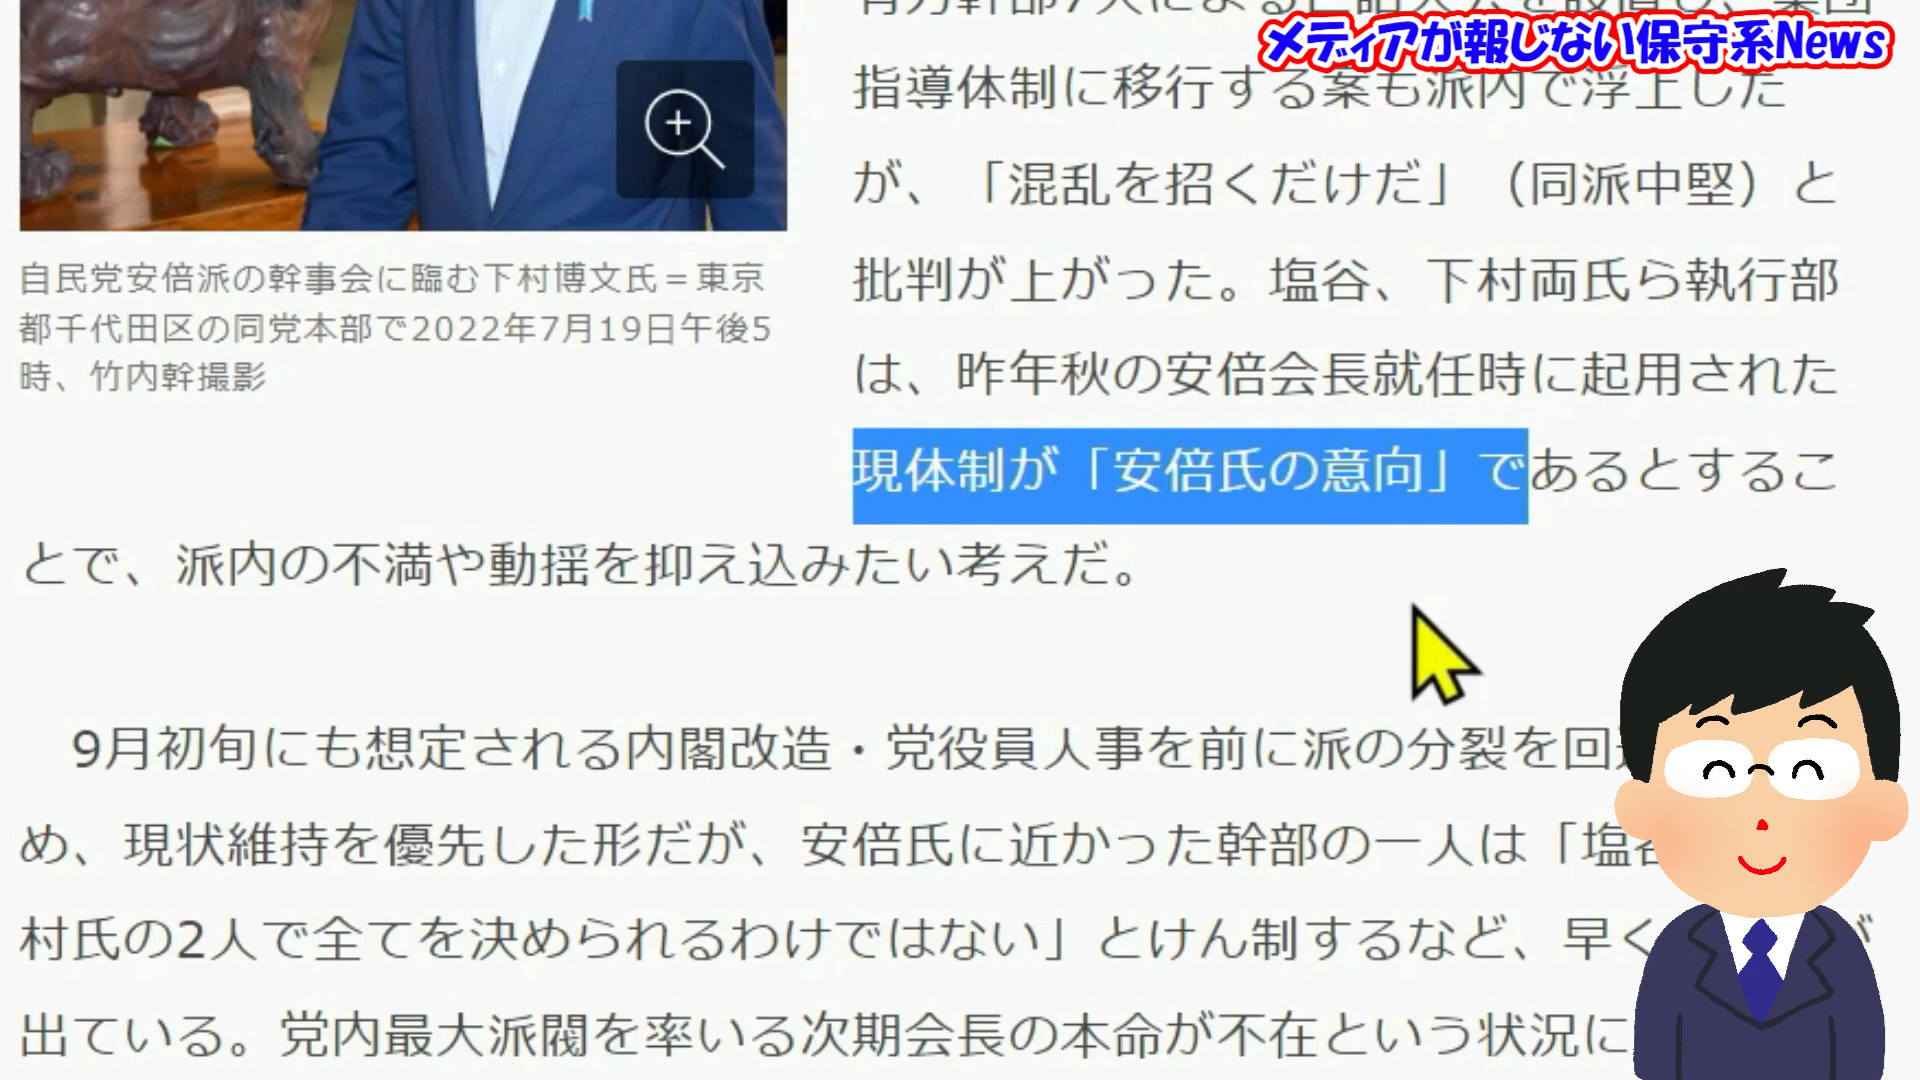 メディアが報じない保守系News
指導体制に移行する案も派内で浮上した
が、「混乱を招くだけだ」（同派中堅）と
批判が上がった。塩谷、下村両氏ら執行部
は、昨年秋の安倍会長就任時に起用された
現体制が「安倍氏の意向」であるとするこ
とで、派内の不満や動揺を抑え込みたい考えだ。
自民党安倍派の幹事会に臨む下村博文氏＝東京
都千代田区の同党本部で2022年7月19日午後5
時、竹内幹撮影
9月初旬にも想定される内閣改造・党役員人事を前に派の分裂を回
め、現状維持を優先した形だが、安倍氏に近かった幹部の一人は「塩
村氏の2人で全てを決められるわけではない」とけん制するなど、早く
出ている。党内最大派閥を率いる次期会長の本命が不在という状況に